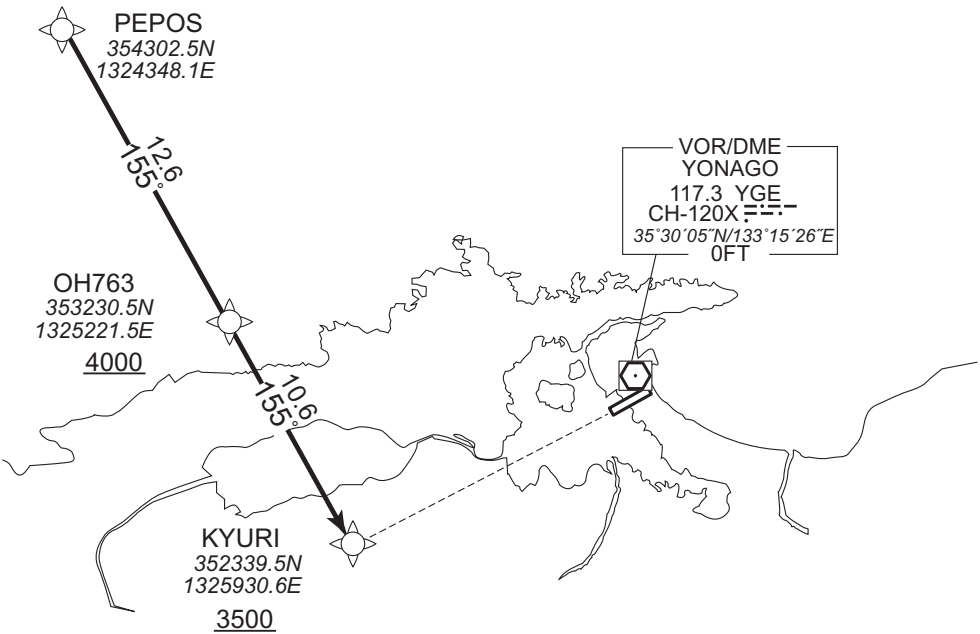 PEPOS
354302.5N
1324348.1E
12.6
155°
VOR/DME
YONAGO
117.3 YGE
CH-120X
35°30´05˝N/133°15´26˝E
0FT
OH763
353230.5N
1325221.5E
4000
10.6
155°
KYURI
352339.5N
1325930.6E
3500